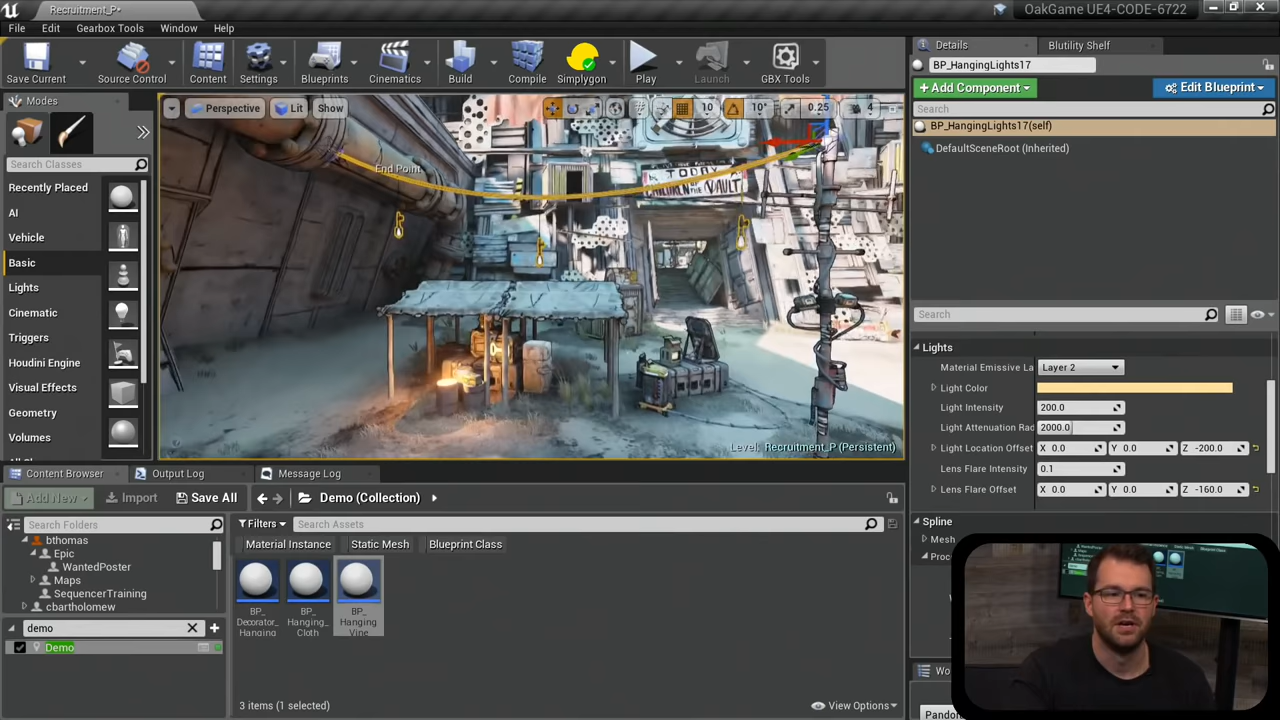 Recruitment_P•
OakGame UE4-CODE-6722
File Edit Gearbox Tools Window Help
Save Current
Source Control
Content
Settings
Blueprints
Cinematics
Build
Compile
Simplygon
Play
Launch
GBX Tools
Modes
Search Classes
Recently Placed
AI
Vehicle
Basic
Lights
Cinematic
Triggers
Houdini Engine
Visual Effects
Geometry
Volumes
Perspective Lit Show
10 10° 0.25 4
End Point
TODAY
CHILDREN OF THE VAULT
Level: Recruitment_P (Persistent)
Details
Blutility Shelf
BP_HangingLights17
+ Add Component
Edit Blueprint
Search
BP_HangingLights17(self)
DefaultSceneRoot (Inherited)
Search
Lights
Material Emissive La Layer 2
Light Color
Light Intensity 200.0
Light Attenuation Rad 2000.0
Light Location Offset X 0.0 Y 0.0 Z -200.0
Lens Flare Intensity 0.1
Lens Flare Offset X 0.0 Y 0.0 Z -160.0
Spline
Mesh
Content Browser Output Log Message Log
Add New Import Save All Demo (Collection)
Search Folders
Filters Search Assets
Material Instance Static Mesh Blueprint Class
bthomas
Epic
WantedPoster
Maps
SequencerTraining
cbartholomew
demo
Demo
BP_
Decorator_
Hanging
BP_
Hanging_
Cloth
BP_
Hanging
Vine
3 items (1 selected)
View Options